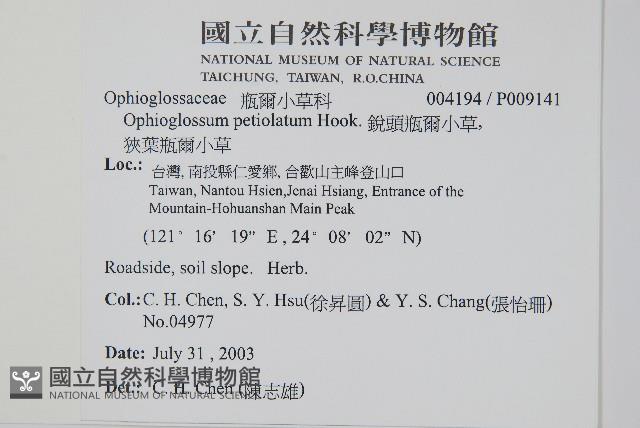 國立自然科學博物館
NATIONAL MUSEUM OF NATURAL SCIENCE
TAICHUNG, TAIWAN, R.O.CHINA
Ophioglossaceae 瓶爾小草科 004194 / P009141
Ophioglossum petiolatum Hook. 銳頭瓶爾小草,
狹葉瓶爾小草
Loc.: 台灣, 南投縣仁愛鄉, 合歡山主峰登山口
Taiwan, Nantou Hsien,Jenai Hsiang, Entrance of the
Mountain-Hohuanshan Main Peak
(121° 16' 19" E , 24° 08' 02" N)
Roadside, soil slope. Herb.
Col.: C. H. Chen, S. Y. Hsu(徐昇圓) & Y. S. Chang(張怡珊)
No.04977
Date: July 31 , 2003
Det.: C. H. Chen (陳志雄)
國立自然科學博物館
NATIONAL MUSEUM OF NATURAL SCIENCE